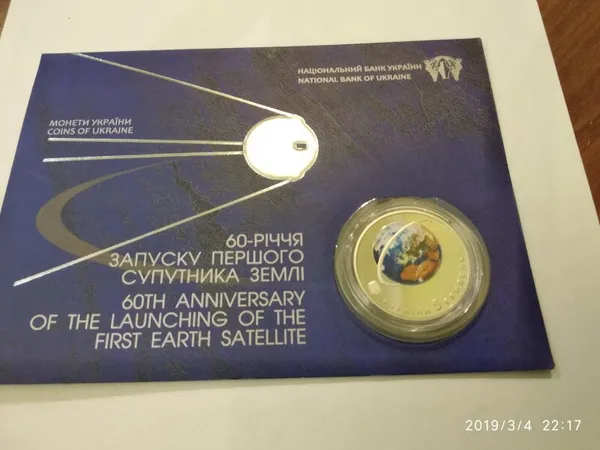 НАЦІОНАЛЬНИЙ БАНК УКРАЇНИ
NATIONAL BANK OF UKRAINE
МОНЕТИ УКРАЇНИ
COINS OF UKRAINE
60-РІЧЧЯ
ЗАПУСКУ ПЕРШОГО
СУПУТНИКА ЗЕМЛІ
60TH ANNIVERSARY
OF THE LAUNCHING OF THE
FIRST EARTH SATELLITE
2019/3/4 22:17